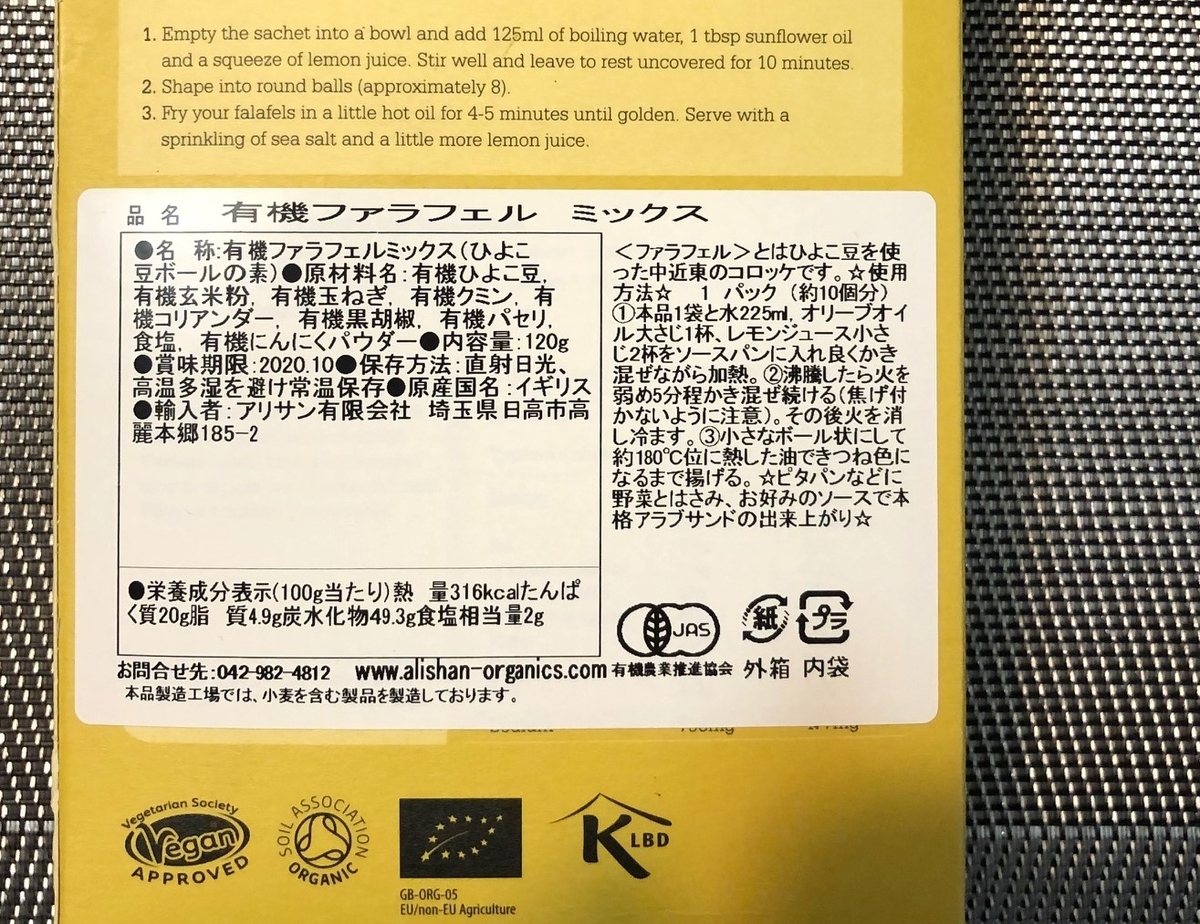 1. Empty the sachet into a bowl and add 125ml of boiling water, 1 tbsp sunflower oil
and a squeeze of lemon juice. Stir well and leave to rest uncovered for 10 minutes.
2. Shape into round balls (approximately 8).
3. Fry your falafels in a little hot oil for 4-5 minutes until golden. Serve with a
sprinkling of sea salt and a little more lemon juice.
品 名 有機ファラフェル ミックス
●名 称:有機ファラフェルミックス(ひよこ
豆ボールの素)●原材料名:有機ひよこ豆,
有機玄米粉, 有機玉ねぎ, 有機クミン, 有
機コリアンダー, 有機黒胡椒, 有機パセリ,
食塩, 有機にんにくパウダー●内容量:120g
●賞味期限:2020.10●保存方法:直射日光、
高温多湿を避け常温保存●原産国名:イギリス
●輸入者:アリサン有限会社 埼玉県日高市高
麗本郷185-2
●栄養成分表示(100g当たり)熱 量316kcalたんぱ
く質20g脂 質4.9g炭水化物49.3g食塩相当量2g
<ファラフェル>とはひよこ豆を使
った中近東のコロッケです。☆使用
方法☆ 1 パック (約10個分)
①本品1袋と水225ml, オリーブオイ
ル大さじ1杯、レモンジュース小さ
じ2杯をソースパンに入れ良くかき
混ぜながら加熱。②沸騰したら火を
弱め5分程かき混ぜ続ける(焦げ付
かないように注意)。その後火を消
し冷ます。③小さなボール状にして
約180℃位に熱した油できつね色に
なるまで揚げる。☆ピタパンなどに
野菜とはさみ、お好みのソースで本
格アラブサンドの出来上がり☆
JAS 紙 プラ
有機農業推進協会 外箱 内袋
お問合せ先:042-982-4812 www.alishan-organics.com
本品製造工場では、小麦を含む製品を製造しております。
Vegetarian Society
Vegan
APPROVED
SOIL ASSOCIATION
ORGANIC
GB-ORG-05
EU/non-EU Agriculture
K LBD